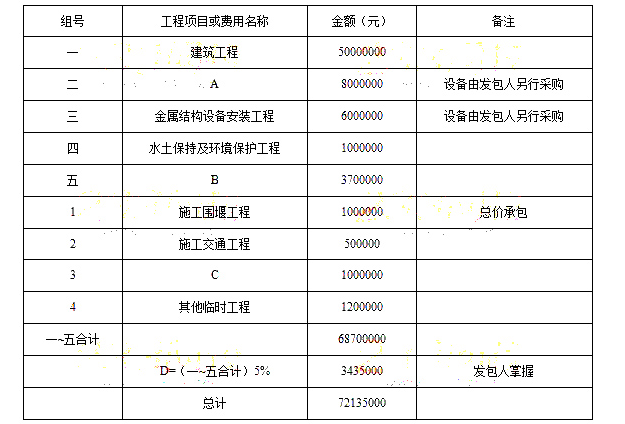 组号 工程项目或费用名称 金额（元） 备注
一 建筑工程 50000000
二 A 8000000 设备由发包人另行采购
三 金属结构设备安装工程 6000000 设备由发包人另行采购
四 水土保持及环境保护工程 1000000
五 B 3700000
1 施工围堰工程 1000000 总价承包
2 施工交通工程 500000
3 C 1000000
4 其他临时工程 1200000
一~五合计 68700000
D=（一~五合计）5% 3435000 发包人掌握
总计 72135000